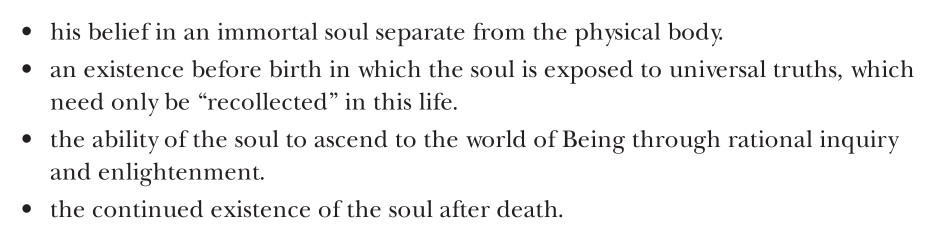 • his belief in an immortal soul separate from the physical body.
• an existence before birth in which the soul is exposed to universal truths, which
need only be “recollected” in this life.
• the ability of the soul to ascend to the world of Being through rational inquiry
and enlightenment.
• the continued existence of the soul after death.